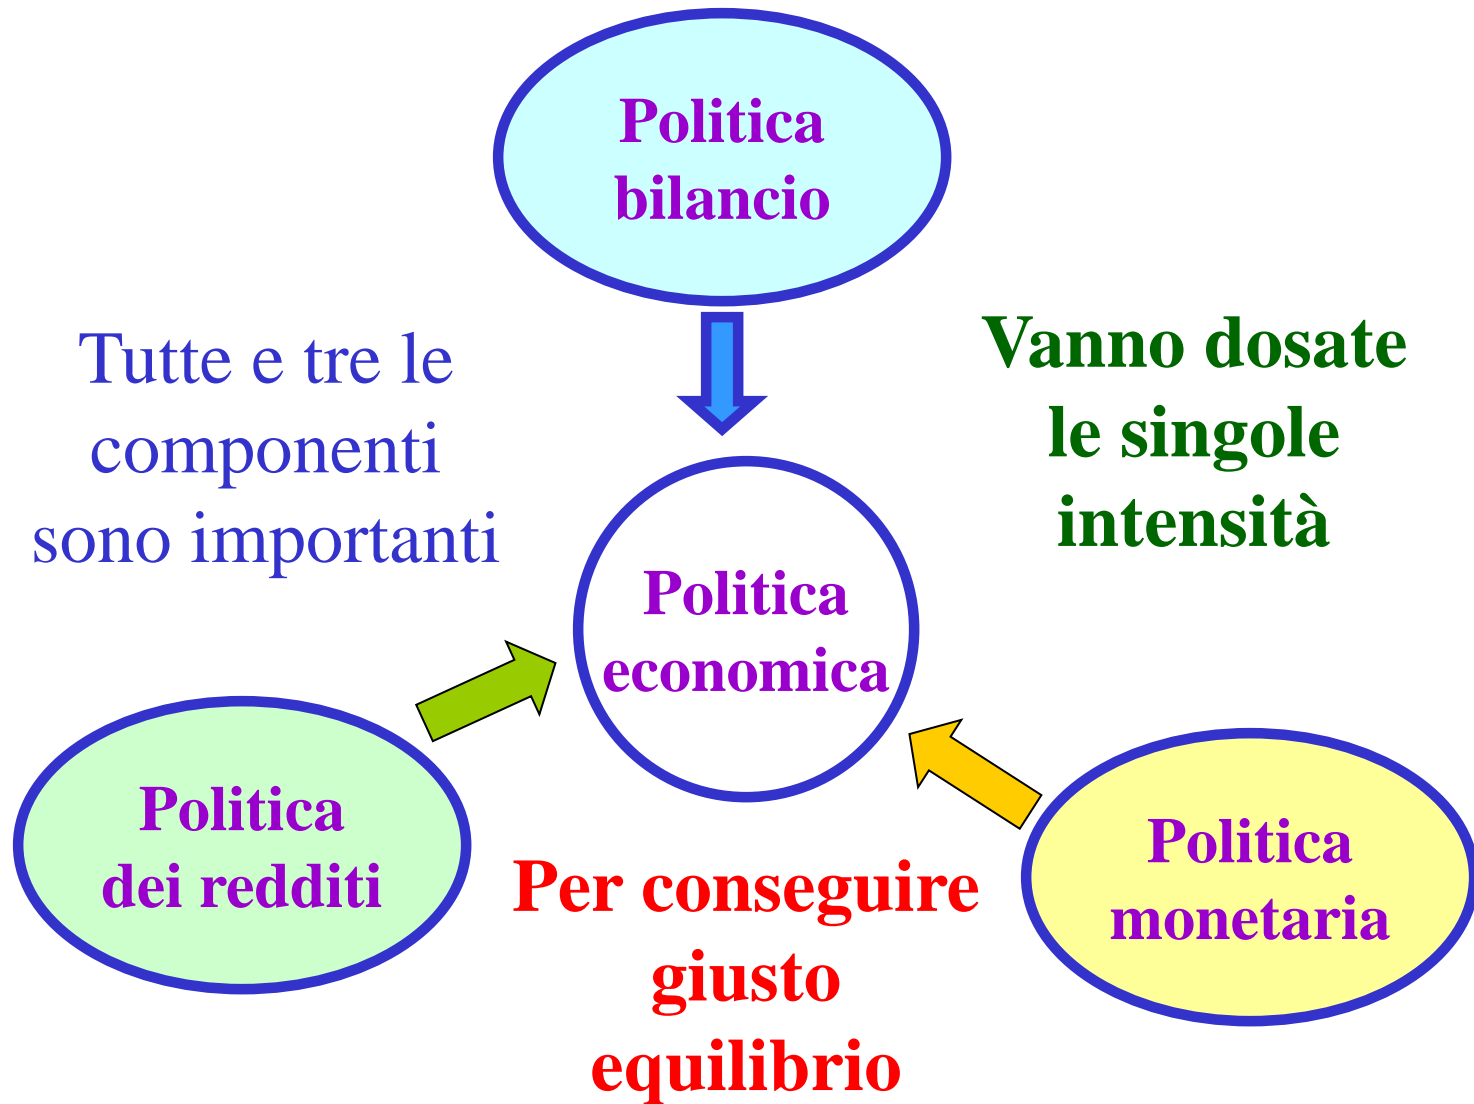 Politica
bilancio
Tutte e tre le
componenti
sono importanti
Vanno dosate
le singole
intensità
Politica
economica
Politica
dei redditi
Per conseguire
giusto
equilibrio
Politica
monetaria